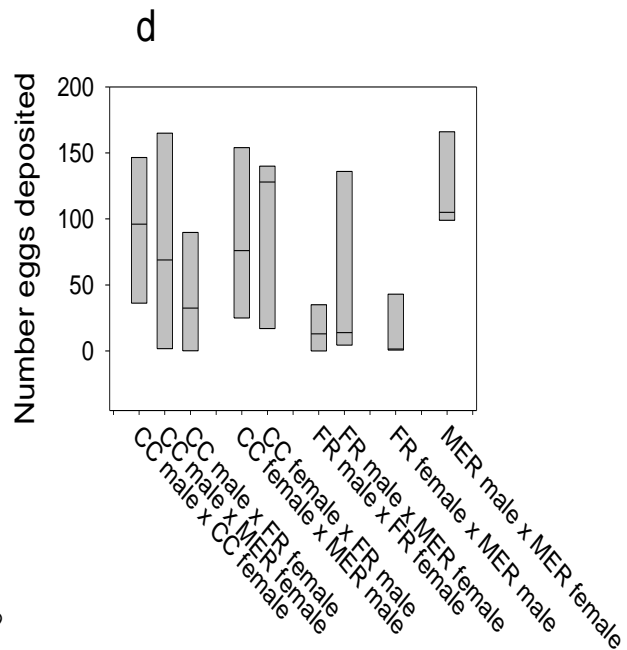 d
Number eggs deposited
200
150
100
50
0
CC male x CC female
CC male x MER female
CC male x FR female
CC female x MER male
CC female x FR male
FR male x FR female
FR male x MER female
FR female x MER male
MER male x MER female